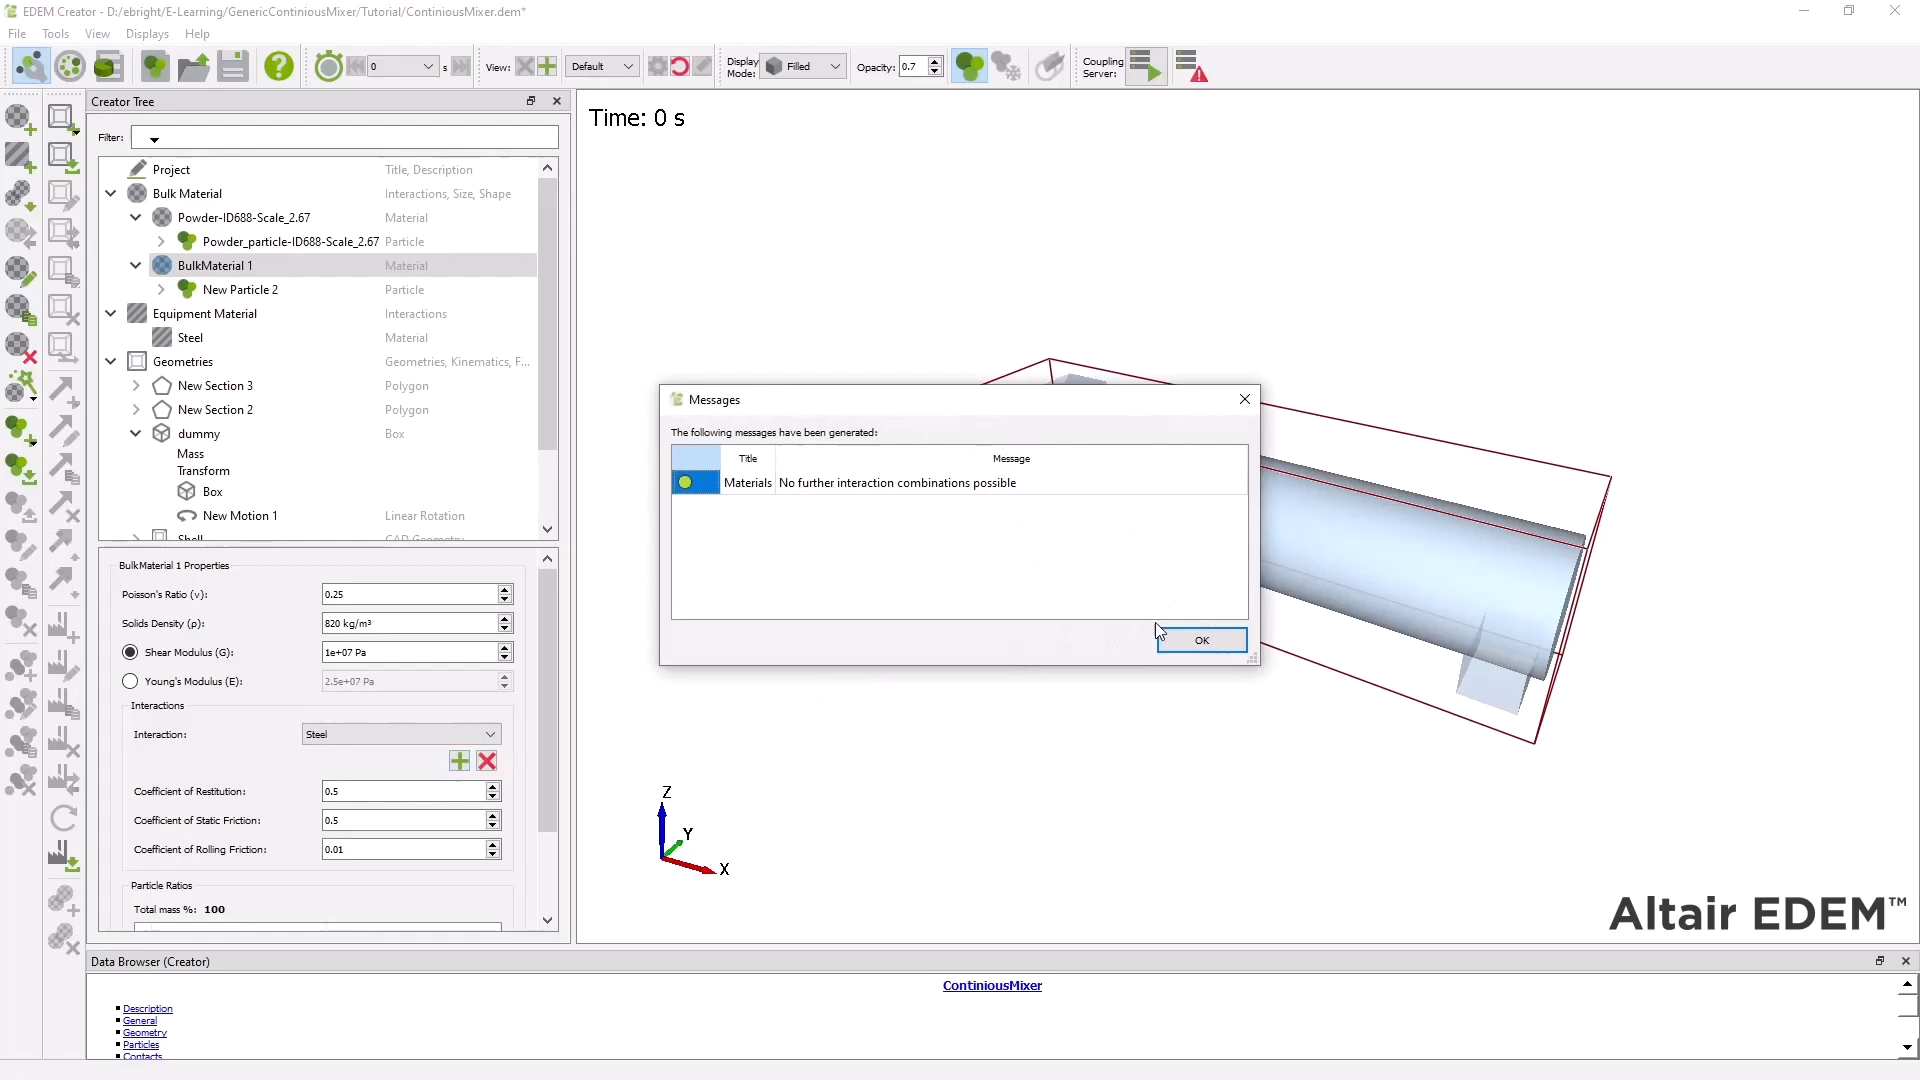 EDEM Creator - D:/ebright/E-Learning/GenericContiniousMixer/Tutorial/ContiniousMixer.dem*
File Tools View Displays Help
0 s View: Default Display Mode: Filled Opacity: 0.7 Coupling Server:
Creator Tree
Filter:
Project Title, Description
Bulk Material Interactions, Size, Shape
Powder-ID688-Scale_2.67 Material
Powder_particle-ID688-Scale_2.67 Particle
BulkMaterial 1 Material
New Particle 2 Particle
Equipment Material Interactions
Steel Material
Geometries Geometries, Kinematics, F...
New Section 3 Polygon
New Section 2 Polygon
dummy Box
Mass
Transform
Box
New Motion 1 Linear Rotation
Shell CAD Geometry
BulkMaterial 1 Properties
Poisson's Ratio (ν): 0.25
Solids Density (ρ): 820 kg/m³
Shear Modulus (G): 1e+07 Pa
Young's Modulus (E): 2.5e+07 Pa
Interactions
Interaction: Steel
Coefficient of Restitution: 0.5
Coefficient of Static Friction: 0.5
Coefficient of Rolling Friction: 0.01
Particle Ratios
Total mass %: 100
Time: 0 s
Messages
The following messages have been generated:
Title Message
Materials No further interaction combinations possible
OK
Z
Y
X
Altair EDEM™
Data Browser (Creator)
ContiniousMixer
Description
General
Geometry
Particles
Contacts